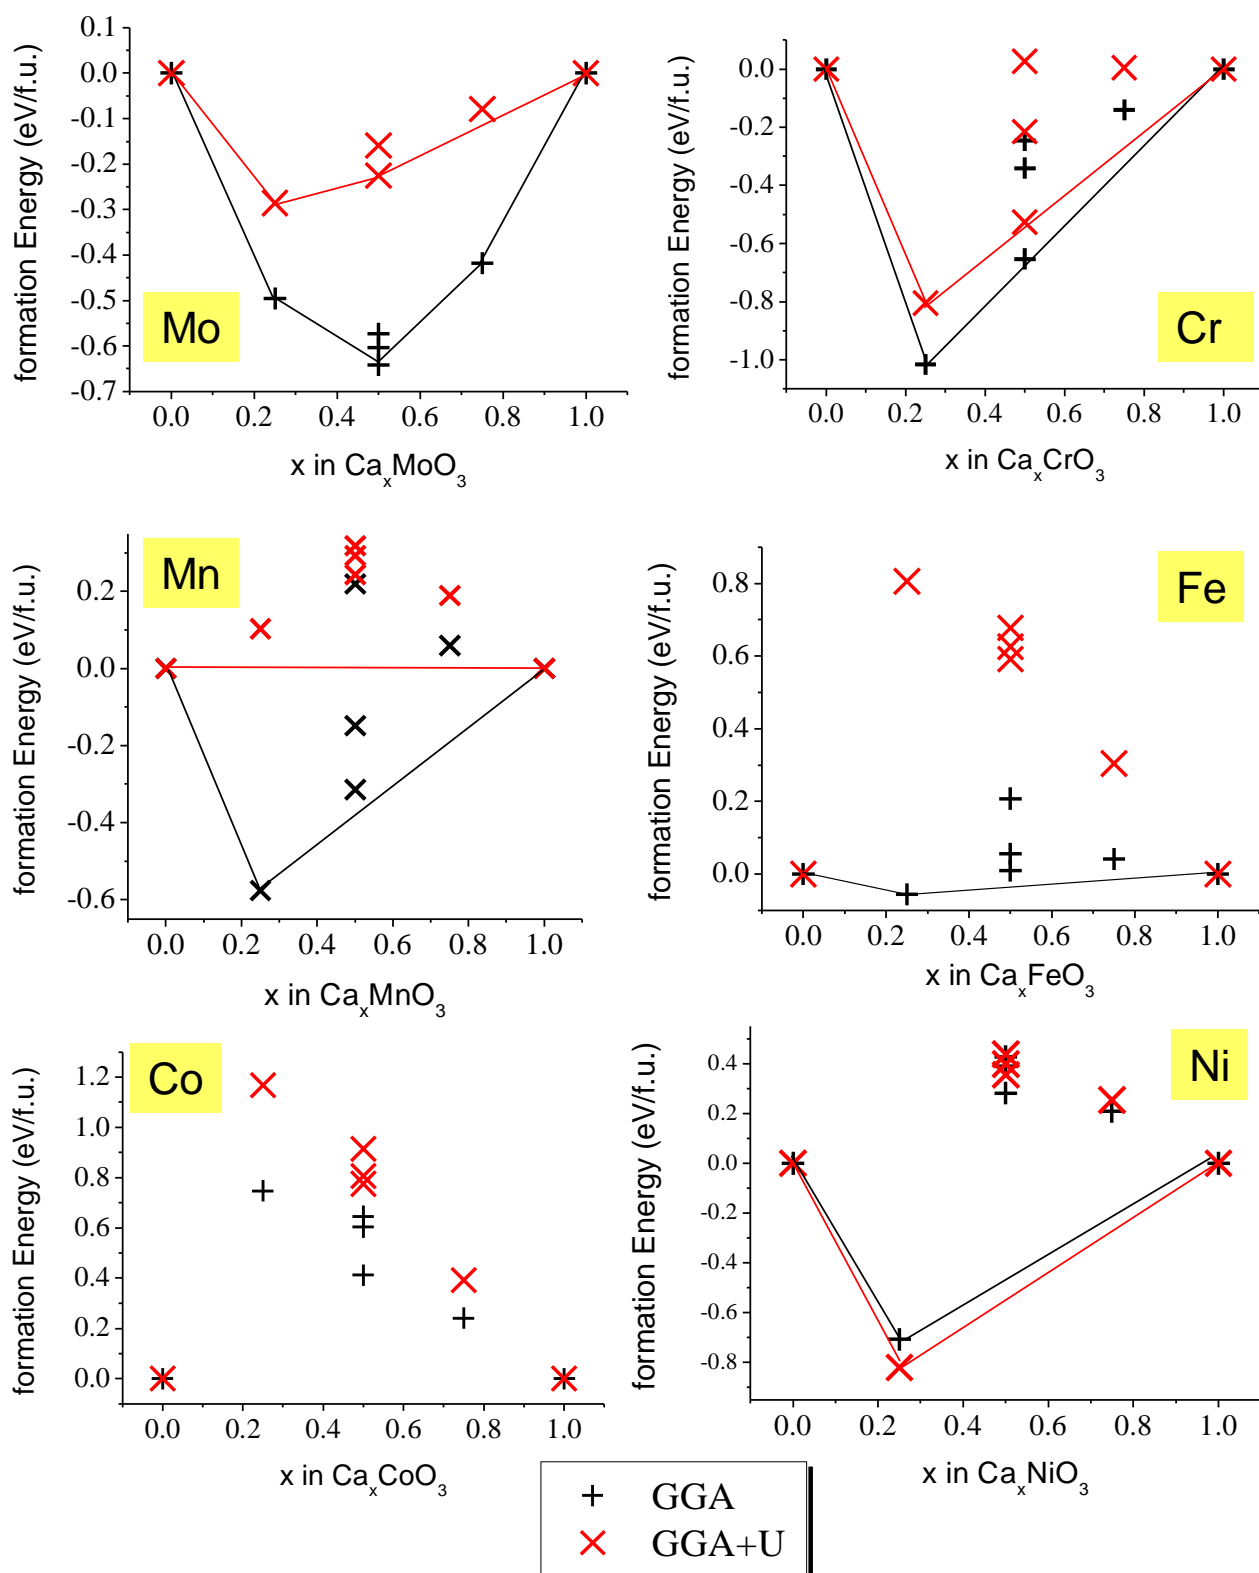 formation Energy (eV/f.u.)
0.1
0.0
-0.1
-0.2
-0.3
-0.4
-0.5
-0.6
-0.7
Mo
0.0 0.2 0.4 0.6 0.8 1.0
x in CaₓMoO₃
formation Energy (eV/f.u.)
0.0
-0.2
-0.4
-0.6
-0.8
-1.0
Cr
0.0 0.2 0.4 0.6 0.8 1.0
x in CaₓCrO₃
formation Energy (eV/f.u.)
Mn
0.2
0.0
-0.2
-0.4
-0.6
0.0 0.2 0.4 0.6 0.8 1.0
x in CaₓMnO₃
formation Energy (eV/f.u.)
Fe
0.8
0.6
0.4
0.2
0.0
0.0 0.2 0.4 0.6 0.8 1.0
x in CaₓFeO₃
formation Energy (eV/f.u.)
Co
1.2
1.0
0.8
0.6
0.4
0.2
0.0
0.0 0.2 0.4 0.6 0.8 1.0
x in CaₓCoO₃
formation Energy (eV/f.u.)
Ni
0.4
0.2
0.0
-0.2
-0.4
-0.6
-0.8
0.0 0.2 0.4 0.6 0.8 1.0
x in CaₓNiO₃
GGA
GGA+U